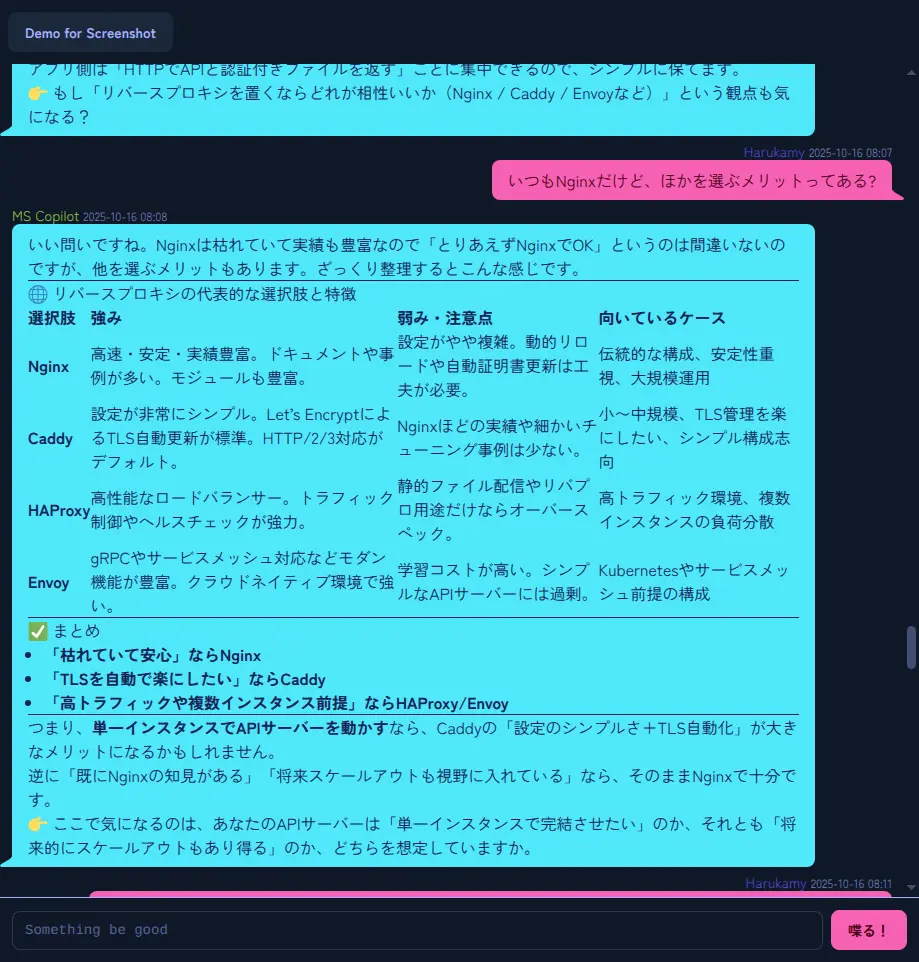 Demo for Screenshot
アプリ側は「HTTPでAPIと認証付きファイルを返す」ことに集中できるので、シンプルに保てます。
👉 もし「リバースプロキシを置くならどれが相性いいか（Nginx / Caddy / Envoyなど）」という観点も気
になる？
Harukamy 2025-10-16 08:07
いつもNginxだけど、ほかを選ぶメリットってある?
MS Copilot 2025-10-16 08:08
いい問いですね。Nginxは枯れていて実績も豊富なので「とりあえずNginxでOK」というのは間違いないの
ですが、他を選ぶメリットもあります。ざっくり整理するとこんな感じです。
🌐 リバースプロキシの代表的な選択肢と特徴
選択肢 強み 弱み・注意点 向いているケース
Nginx
高速・安定・実績豊富。ドキュメントや事
例が多い。モジュールも豊富。
設定がやや複雑。動的リロ
ードや自動証明書更新は工
夫が必要。
伝統的な構成、安定性重
視、大規模運用
Caddy
設定が非常にシンプル。Let’s Encryptによ
るTLS自動更新が標準。HTTP/2/3対応が
デフォルト。
Nginxほどの実績や細かいチ
ューニング事例は少ない。
小〜中規模、TLS管理を楽
にしたい、シンプル構成志
向
HAProxy
高性能なロードバランサー。トラフィック
制御やヘルスチェックが強力。
静的ファイル配信やリバプ
ロ用途だけならオーバース
ペック。
高トラフィック環境、複数
インスタンスの負荷分散
Envoy
gRPCやサービスメッシュ対応などモダン
機能が豊富。クラウドネイティブ環境で強
い。
学習コストが高い。シンプ
ルなAPIサーバーには過剰。
Kubernetesやサービスメッ
シュ前提の構成
✅ まとめ
• 「枯れていて安心」ならNginx
• 「TLSを自動で楽にしたい」ならCaddy
• 「高トラフィックや複数インスタンス前提」ならHAProxy/Envoy
つまり、単一インスタンスでAPIサーバーを動かすなら、Caddyの「設定のシンプルさ＋TLS自動化」が大き
なメリットになるかもしれません。
逆に「既にNginxの知見がある」「将来スケールアウトも視野に入れている」なら、そのままNginxで十分で
す。
👉 ここで気になるのは、あなたのAPIサーバーは「単一インスタンスで完結させたい」のか、それとも「将
来的にスケールアウトもあり得る」のか、どちらを想定していますか。
Harukamy 2025-10-16 08:11
Something be good
喋る！